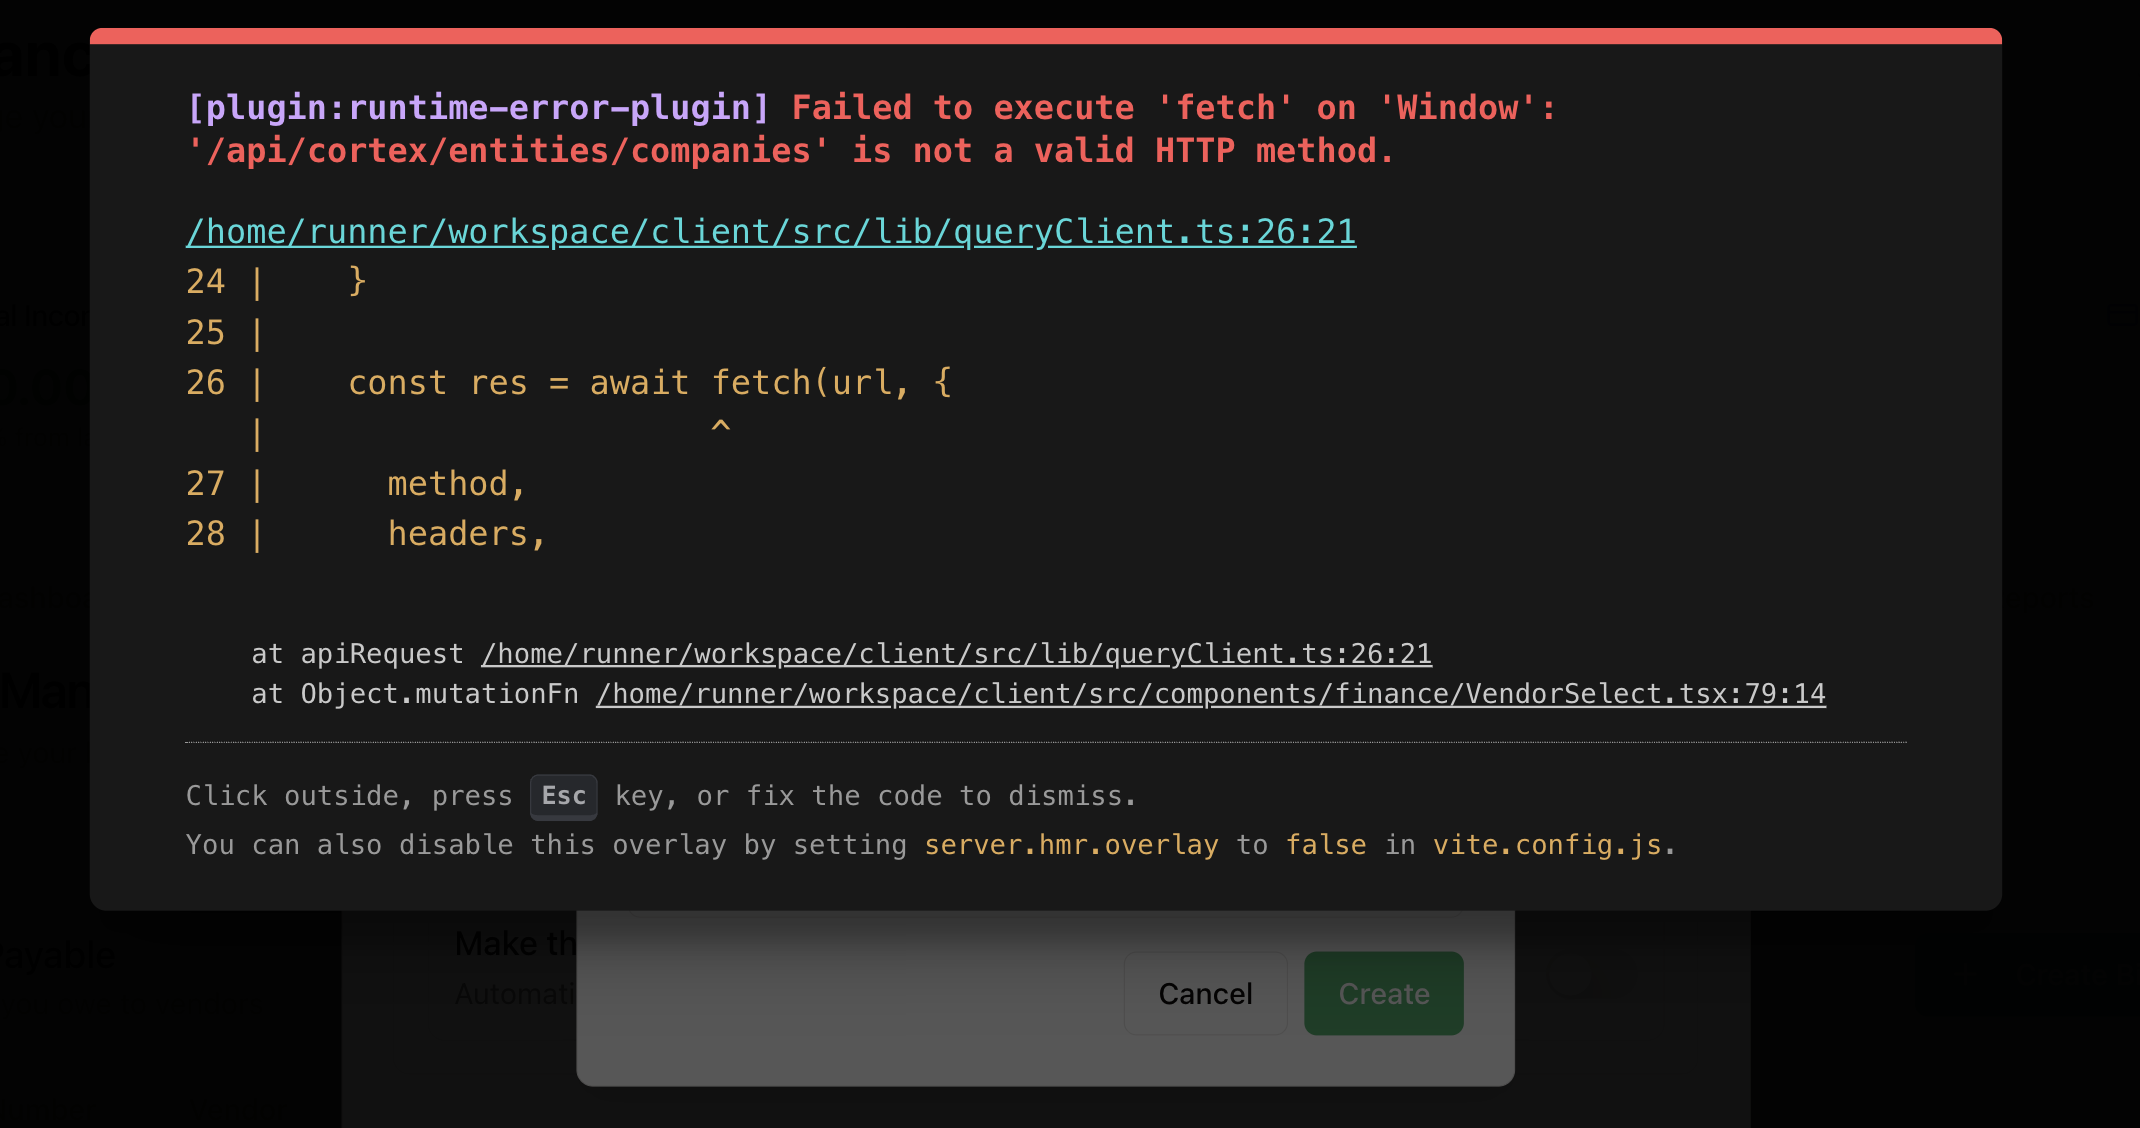 [plugin:runtime-error-plugin] Failed to execute 'fetch' on 'Window':
'/api/cortex/entities/companies' is not a valid HTTP method.
/home/runner/workspace/client/src/lib/queryClient.ts:26:21
24 |    }
25 |
26 |    const res = await fetch(url, {
   |                      ^
27 |      method,
28 |      headers,
at apiRequest /home/runner/workspace/client/src/lib/queryClient.ts:26:21
at Object.mutationFn /home/runner/workspace/client/src/components/finance/VendorSelect.tsx:79:14
Click outside, press Esc key, or fix the code to dismiss.
You can also disable this overlay by setting server.hmr.overlay to false in vite.config.js.
Make th
Payable
Automati
Cancel
Create